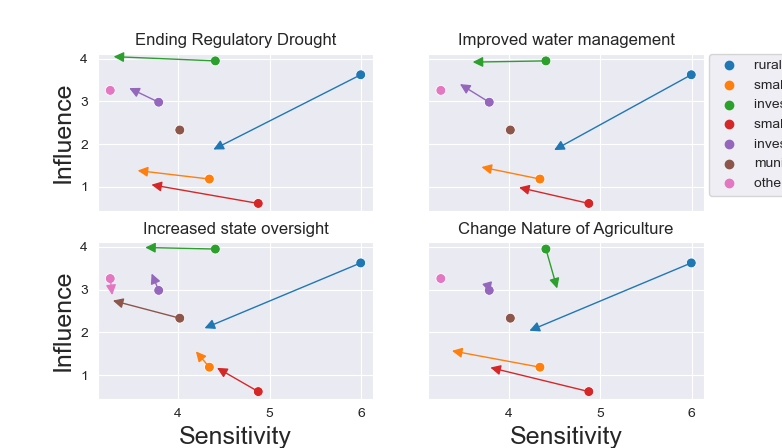 Ending Regulatory Drought
Improved water management
4
3
2
1
Influence
rural
smal
inves
smal
inves
muni
othe
Increased state oversight
Change Nature of Agriculture
4
3
2
1
Influence
4 5 6
4 5 6
Sensitivity
Sensitivity